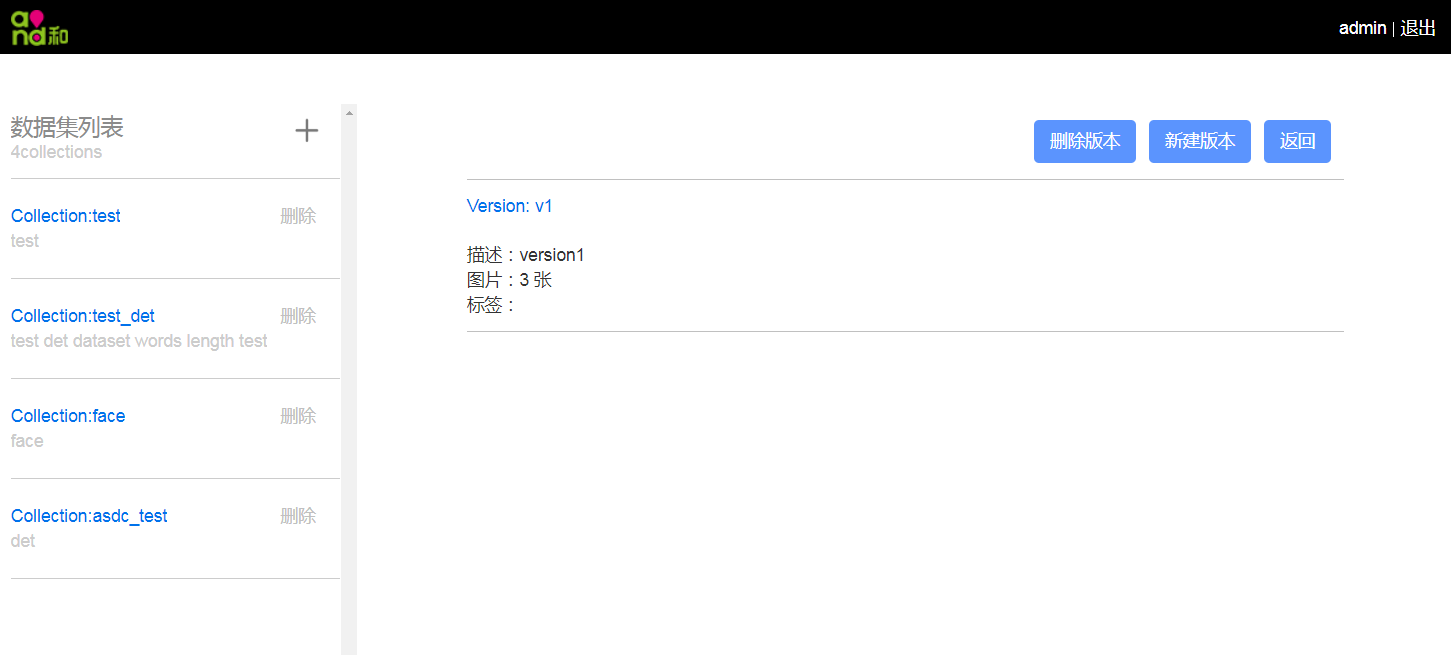 and和
admin | 退出
数据集列表
4collections
Collection:test 删除
test
Collection:test_det 删除
test det dataset words length test
Collection:face 删除
face
Collection:asdc_test 删除
det
删除版本 新建版本 返回
Version: v1
描述：version1
图片：3 张
标签：